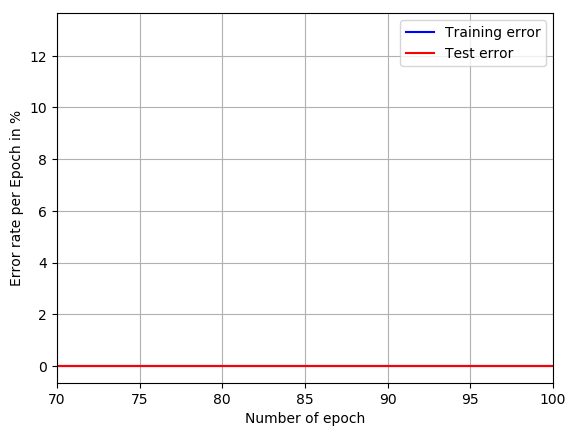 Training error
Test error
12
10
8
6
4
2
0
Error rate per Epoch in %
70 75 80 85 90 95 100
Number of epoch